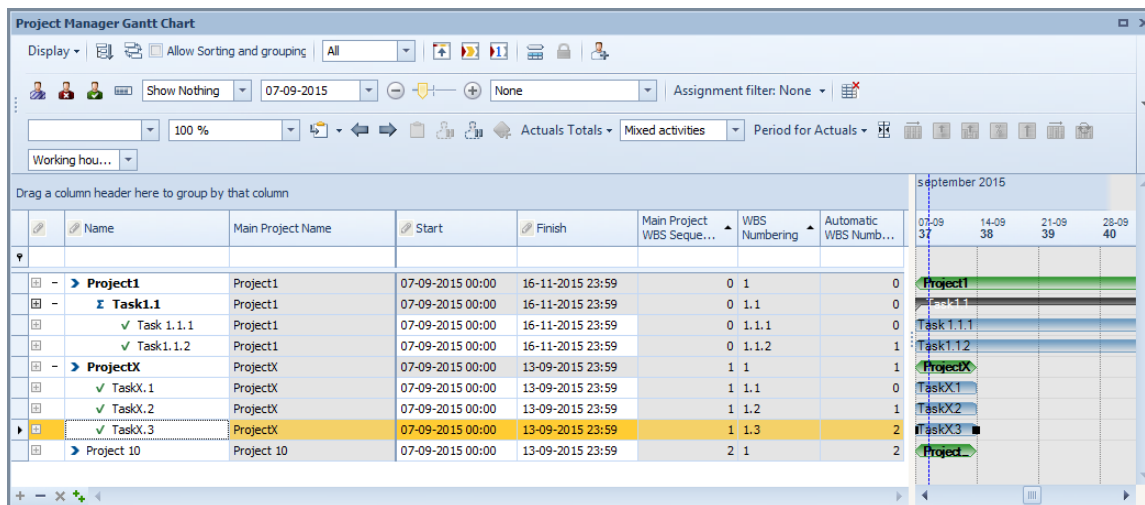 Project Manager Gantt Chart
Display Allow Sorting and grouping All
Show Nothing 07-09-2015 None Assignment filter: None
100 % Actuals Totals Mixed activities Period for Actuals
Working hou...
Drag a column header here to group by that column september 2015
Name Main Project Name Start Finish Main Project WBS Seque... WBS Numbering Automatic WBS Numb... 07-09 37 14-09 38 21-09 39 28-09 40
Project1 Project1 07-09-2015 00:00 16-11-2015 23:59 0 1 0 Project1
Σ Task1.1 Project1 07-09-2015 00:00 16-11-2015 23:59 0 1.1 0 Task1.1
Task 1.1.1 Project1 07-09-2015 00:00 16-11-2015 23:59 0 1.1.1 0 Task 1.1.1
Task1.1.2 Project1 07-09-2015 00:00 16-11-2015 23:59 0 1.1.2 1 Task1.1.2
ProjectX ProjectX 07-09-2015 00:00 13-09-2015 23:59 1 1 1 ProjectX
TaskX.1 ProjectX 07-09-2015 00:00 13-09-2015 23:59 1 1.1 0 TaskX.1
TaskX.2 ProjectX 07-09-2015 00:00 13-09-2015 23:59 1 1.2 1 TaskX.2
TaskX.3 ProjectX 07-09-2015 00:00 13-09-2015 23:59 1 1.3 2 TaskX.3
Project 10 Project 10 07-09-2015 00:00 13-09-2015 23:59 2 1 2 Project_